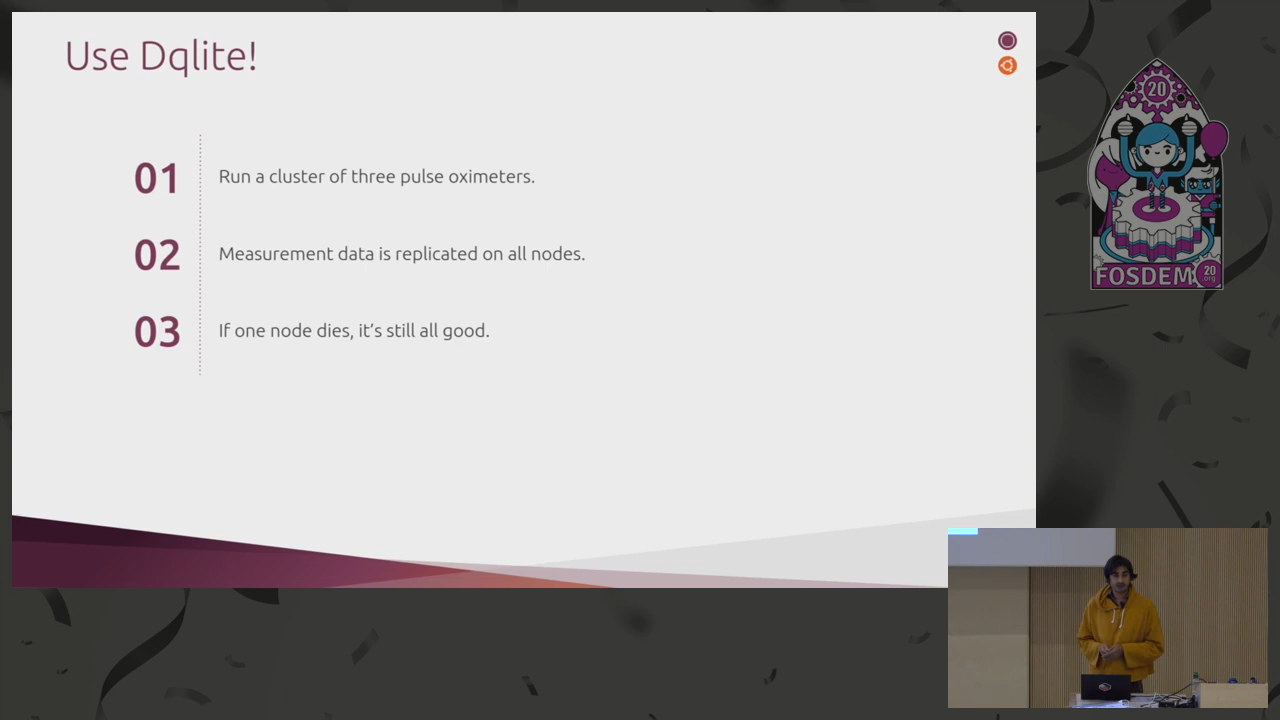 Use Dqlite!
01
Run a cluster of three pulse oximeters.
02
Measurement data is replicated on all nodes.
03
If one node dies, it's still all good.
20
FOSDEM
20
.org